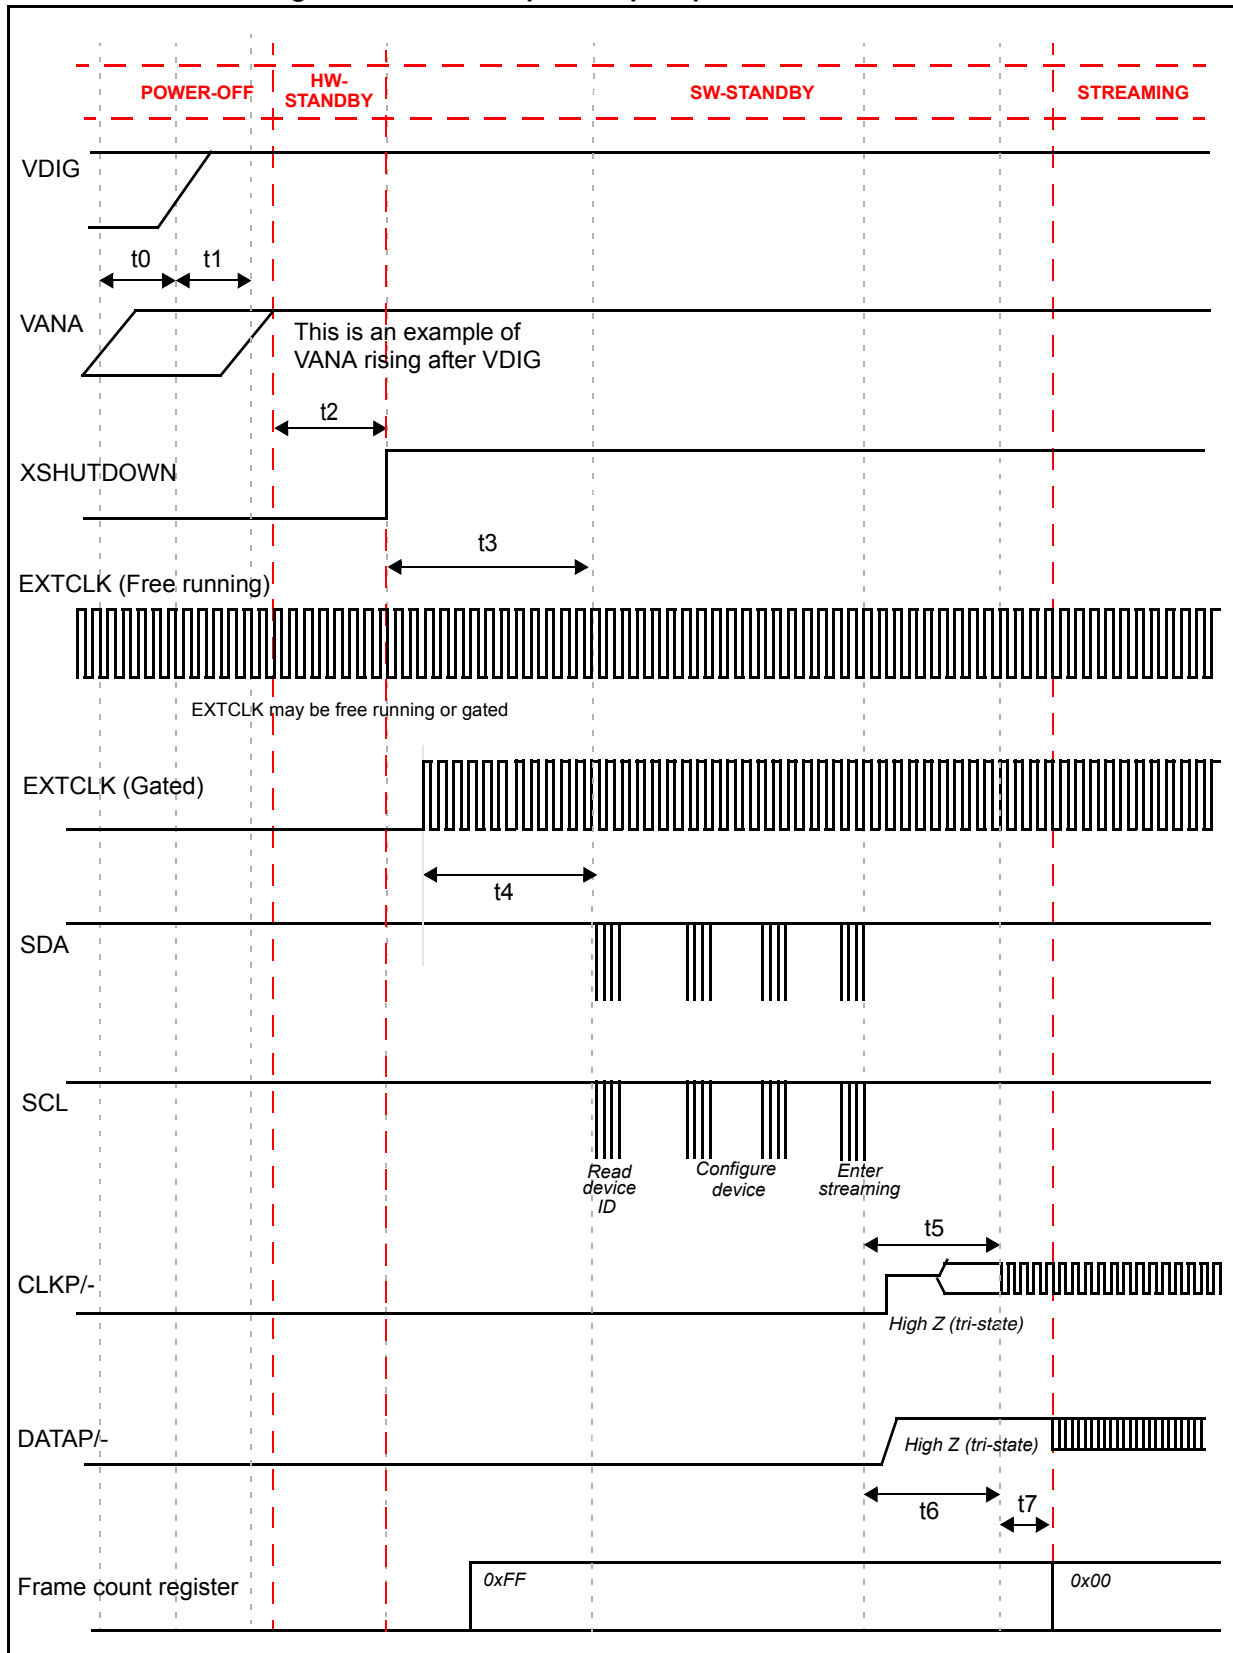 POWER-OFF
HW-
STANDBY
SW-STANDBY
STREAMING
VDIG
t0
t1
VANA
This is an example of
VANA rising after VDIG
t2
XSHUTDOWN
t3
EXTCLK (Free running)
EXTCLK may be free running or gated
EXTCLK (Gated)
t4
SDA
SCL
Read
device
ID
Configure
device
Enter
streaming
t5
CLKP/-
High Z (tri-state)
DATAP/-
High Z (tri-state)
t6
t7
Frame count register
0xFF
0x00